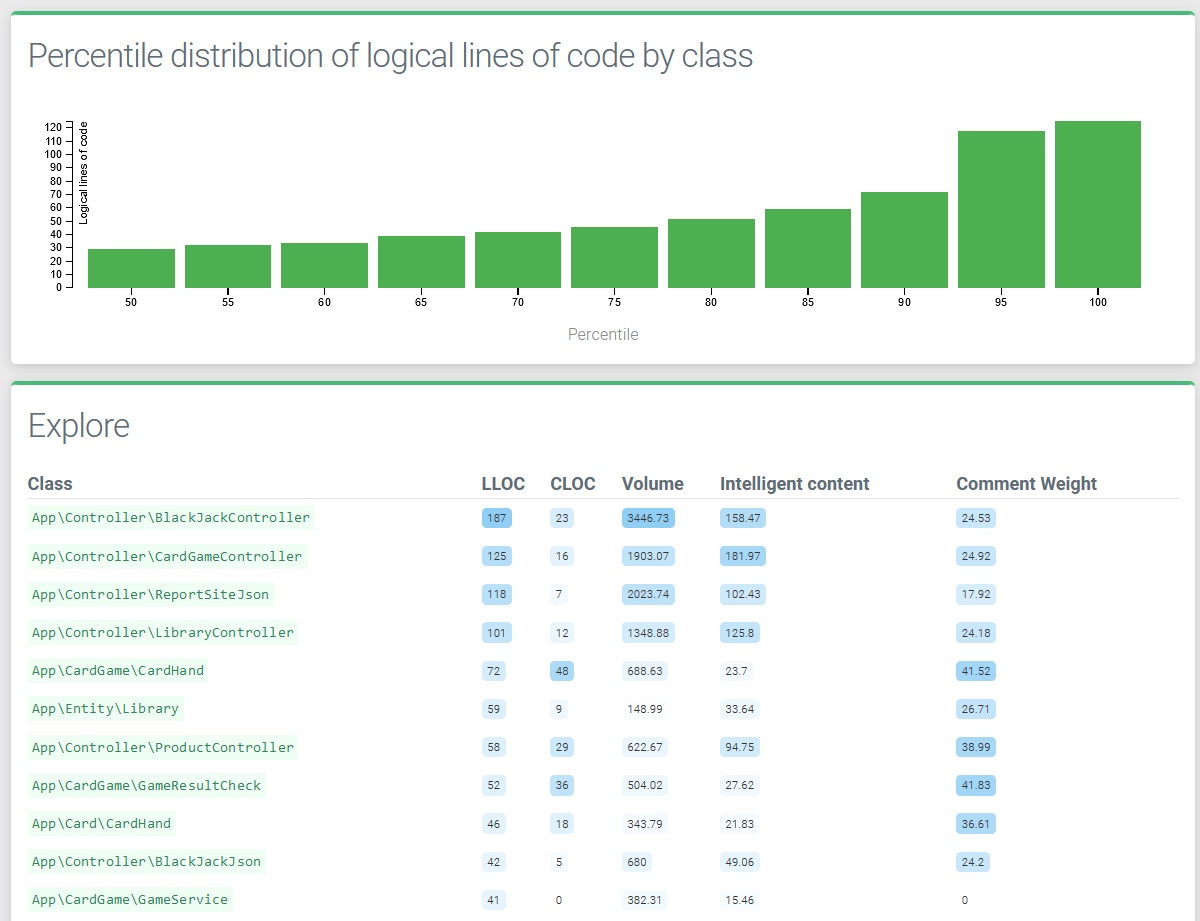 Percentile distribution of logical lines of code by class
120
110
100
90
80
70
60
50
40
30
20
10
0
Logical lines of code
50 55 60 65 70 75 80 85 90 95 100
Percentile
Explore
Class LLOC CLOC Volume Intelligent content Comment Weight
App\Controller\BlackJackController 187 23 3446.73 158.47 24.53
App\Controller\CardGameController 125 16 1903.07 181.97 24.92
App\Controller\ReportSiteJson 118 7 2023.74 102.43 17.92
App\Controller\LibraryController 101 12 1348.88 125.8 24.18
App\CardGame\CardHand 72 48 688.63 23.7 41.52
App\Entity\Library 59 9 148.99 33.64 26.71
App\Controller\ProductController 58 29 622.67 94.75 38.99
App\CardGame\GameResultCheck 52 36 504.02 27.62 41.83
App\Card\CardHand 46 18 343.79 21.83 36.61
App\Controller\BlackJackJson 42 5 680 49.06 24.2
App\CardGame\GameService 41 0 382.31 15.46 0